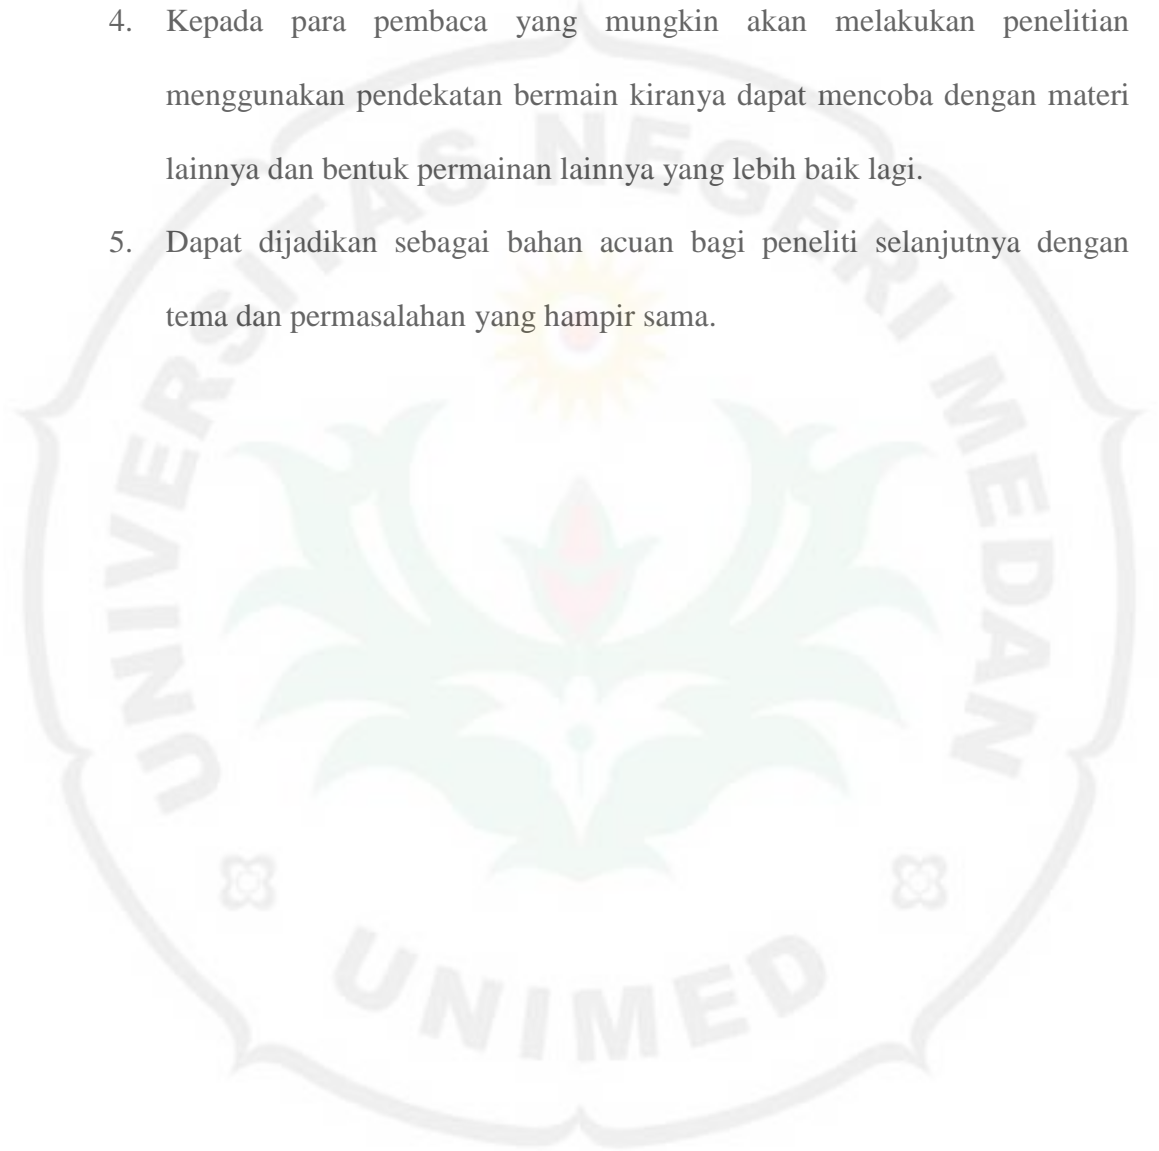 4. Kepada para pembaca yang mungkin akan melakukan penelitian
menggunakan pendekatan bermain kiranya dapat mencoba dengan materi
lainnya dan bentuk permainan lainnya yang lebih baik lagi.
5. Dapat dijadikan sebagai bahan acuan bagi peneliti selanjutnya dengan
tema dan permasalahan yang hampir sama.
UNIVERSITAS NEGERI MEDAN
UNIMED